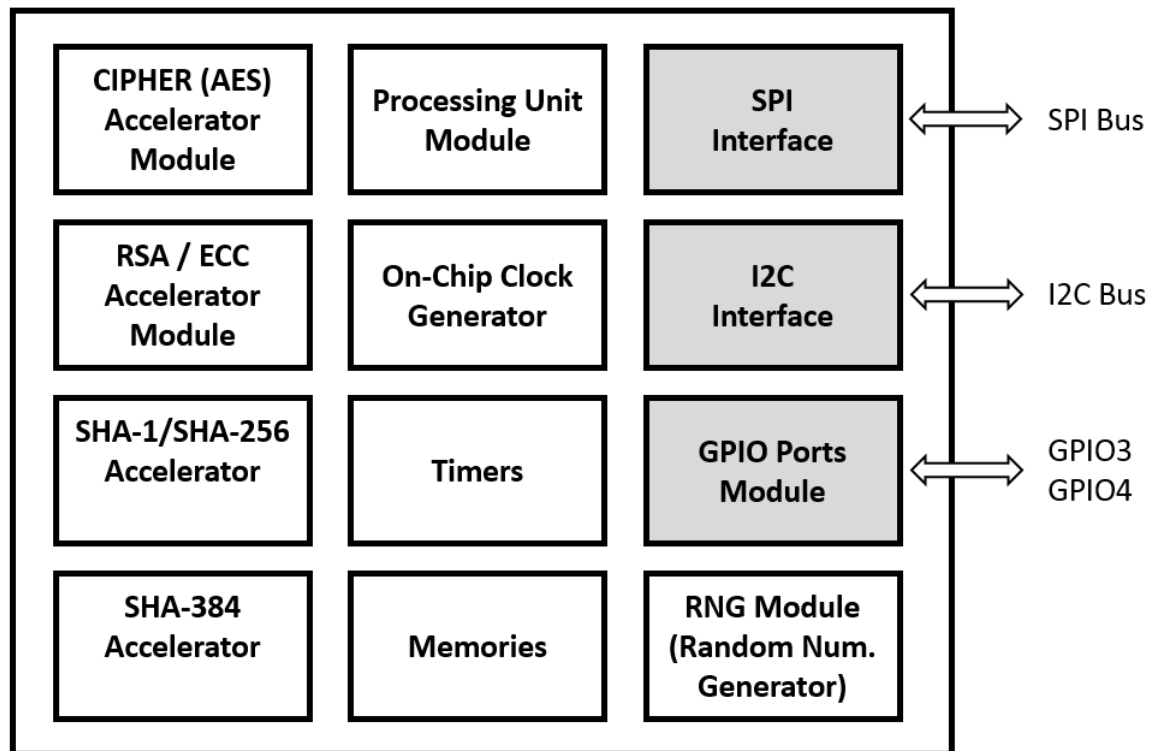 CIPHER (AES)
Accelerator
Module
Processing Unit
Module
SPI
Interface
SPI Bus
RSA / ECC
Accelerator
Module
On-Chip Clock
Generator
I2C
Interface
I2C Bus
SHA-1/SHA-256
Accelerator
Timers
GPIO Ports
Module
GPIO3
GPIO4
SHA-384
Accelerator
Memories
RNG Module
(Random Num.
Generator)